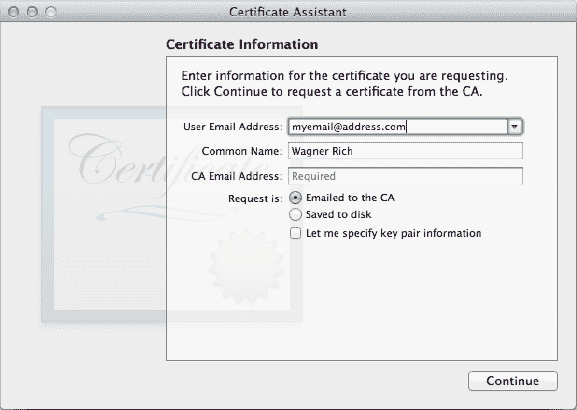 Certificate Assistant
Certificate Information
Enter information for the certificate you are requesting.
Click Continue to request a certificate from the CA.
User Email Address: myemail@address.com
Common Name: Wagner Rich
CA Email Address: Required
Request is: Emailed to the CA
Saved to disk
Let me specify key pair information
Certificate
Continue